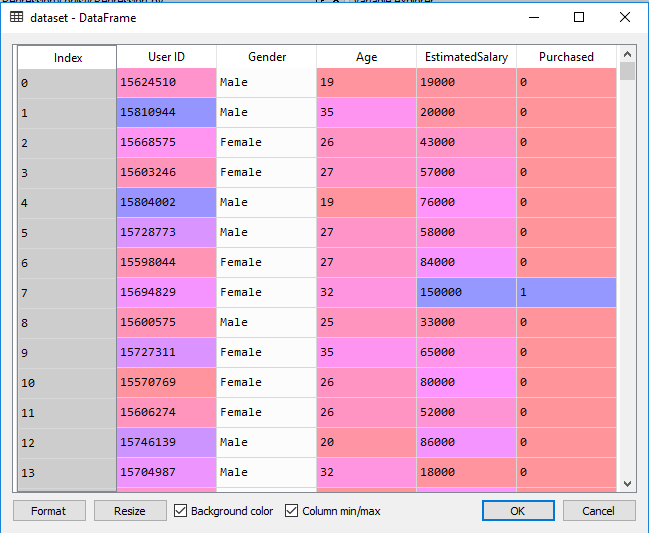 dataset - DataFrame
Index User ID Gender Age EstimatedSalary Purchased
0 15624510 Male 19 19000 0
1 15810944 Male 35 20000 0
2 15668575 Female 26 43000 0
3 15603246 Female 27 57000 0
4 15804002 Male 19 76000 0
5 15728773 Male 27 58000 0
6 15598044 Female 27 84000 0
7 15694829 Female 32 150000 1
8 15600575 Male 25 33000 0
9 15727311 Female 35 65000 0
10 15570769 Female 26 80000 0
11 15606274 Female 26 52000 0
12 15746139 Male 20 86000 0
13 15704987 Male 32 18000 0
Format Resize Background color Column min/max OK Cancel